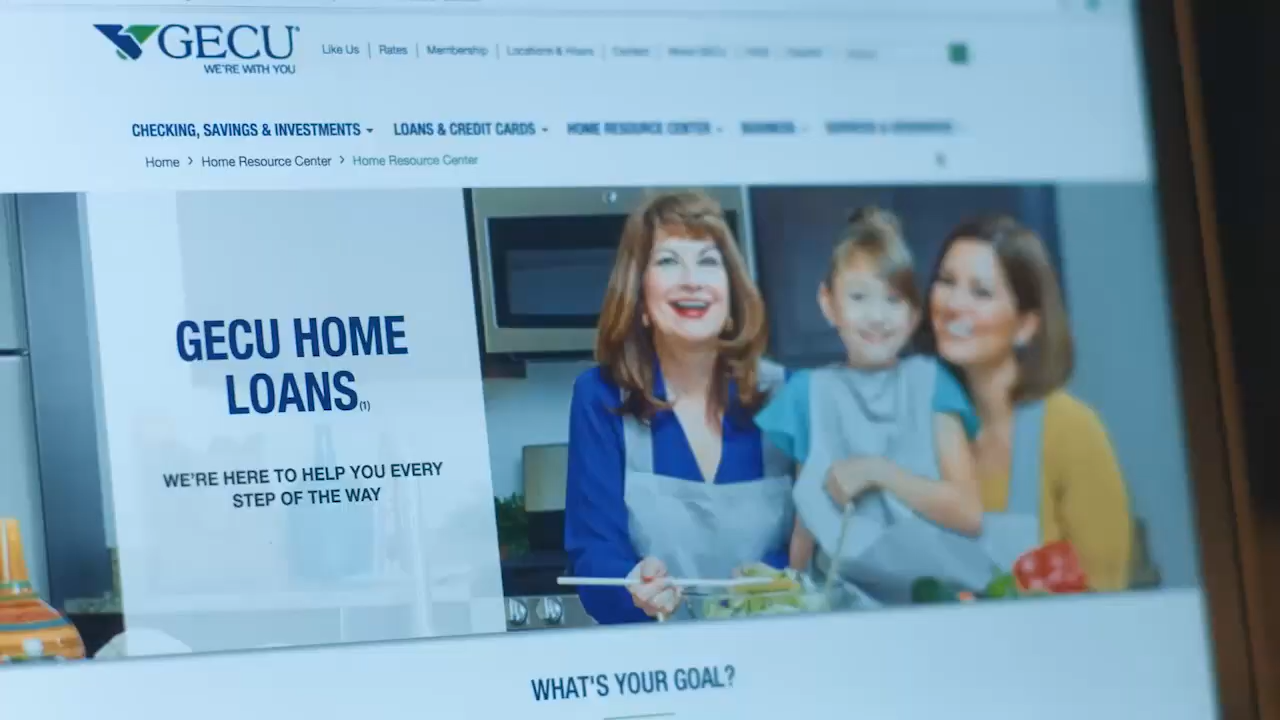 GECU
WE'RE WITH YOU
Like Us Rates Membership Locations & Hours
CHECKING, SAVINGS & INVESTMENTS LOANS & CREDIT CARDS HOME RESOURCE CENTER BUSINESS
Home > Home Resource Center > Home Resource Center
GECU HOME
LOANS(1)
WE'RE HERE TO HELP YOU EVERY
STEP OF THE WAY
WHAT'S YOUR GOAL?